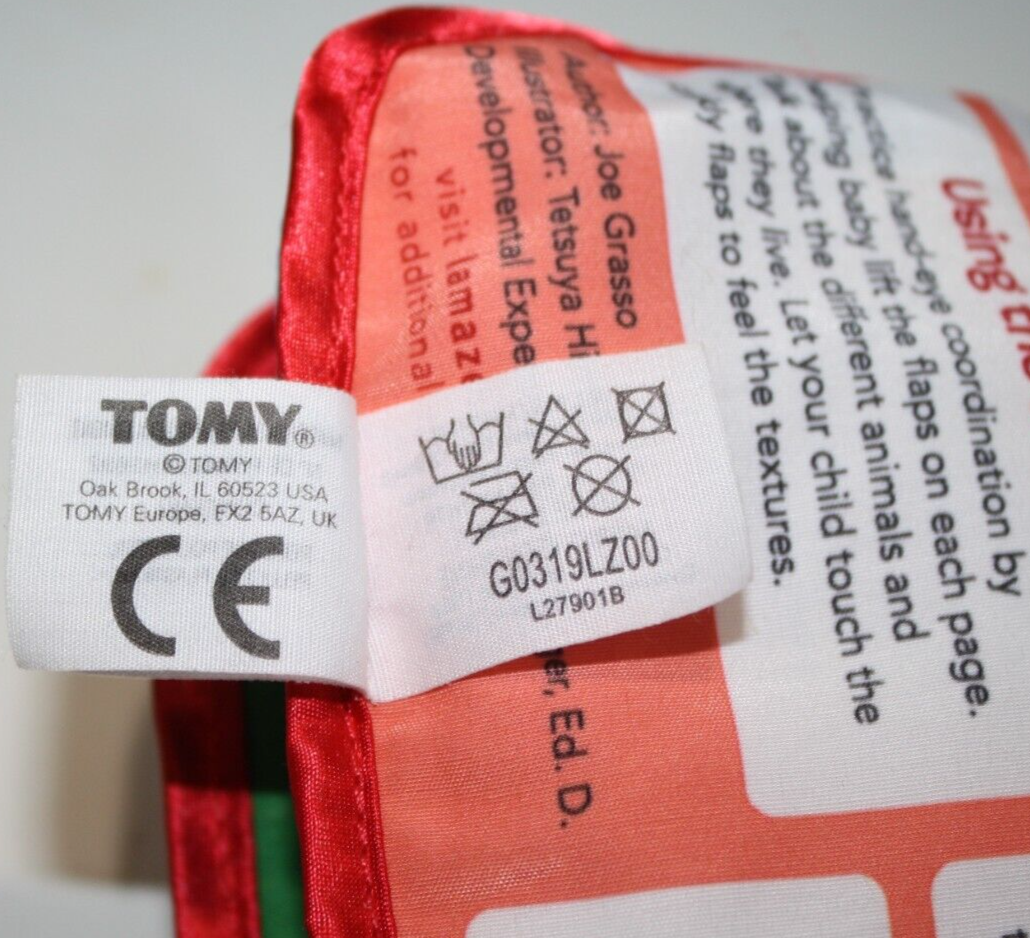 TOMY®
© TOMY
Oak Brook, IL 60523 USA
TOMY Europe, EX2 5AZ, UK
CE
G0319LZ00
L27901B
Author: Joe Grasso
Illustrator: Tetsuya Hi
Developmental Expe er, Ed. D.
visit lamaze
for additional
Using the
hand-eye coordination by
baby lift the flaps on each page.
about the different animals and
they live. Let your child touch the
flaps to feel the textures.